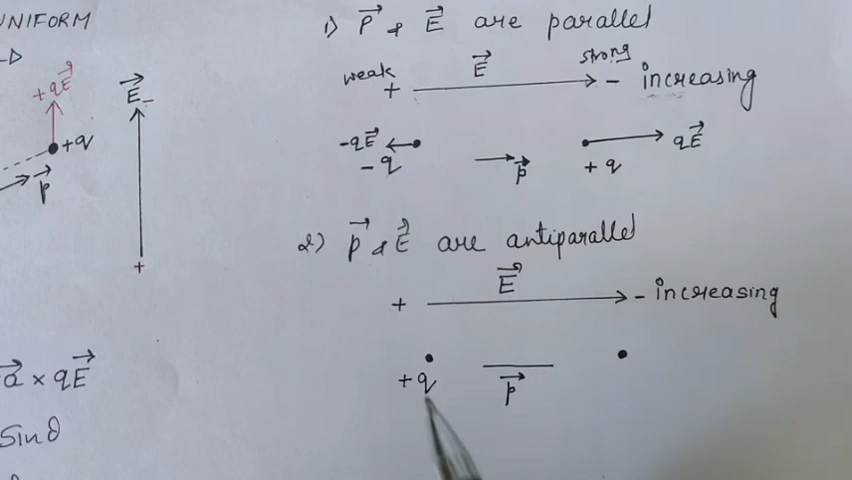 UNIFORM
+qE⃗
E⃗ -
+q
p⃗
+
a⃗ × qE⃗
Sinθ
1) P⃗ & E⃗ are parallel
weak E⃗ strong
+ - increasing
-qE⃗ qE⃗
-q p⃗ +q
2) p⃗ & E⃗ are antiparallel
E⃗
+ - increasing
+q p⃗